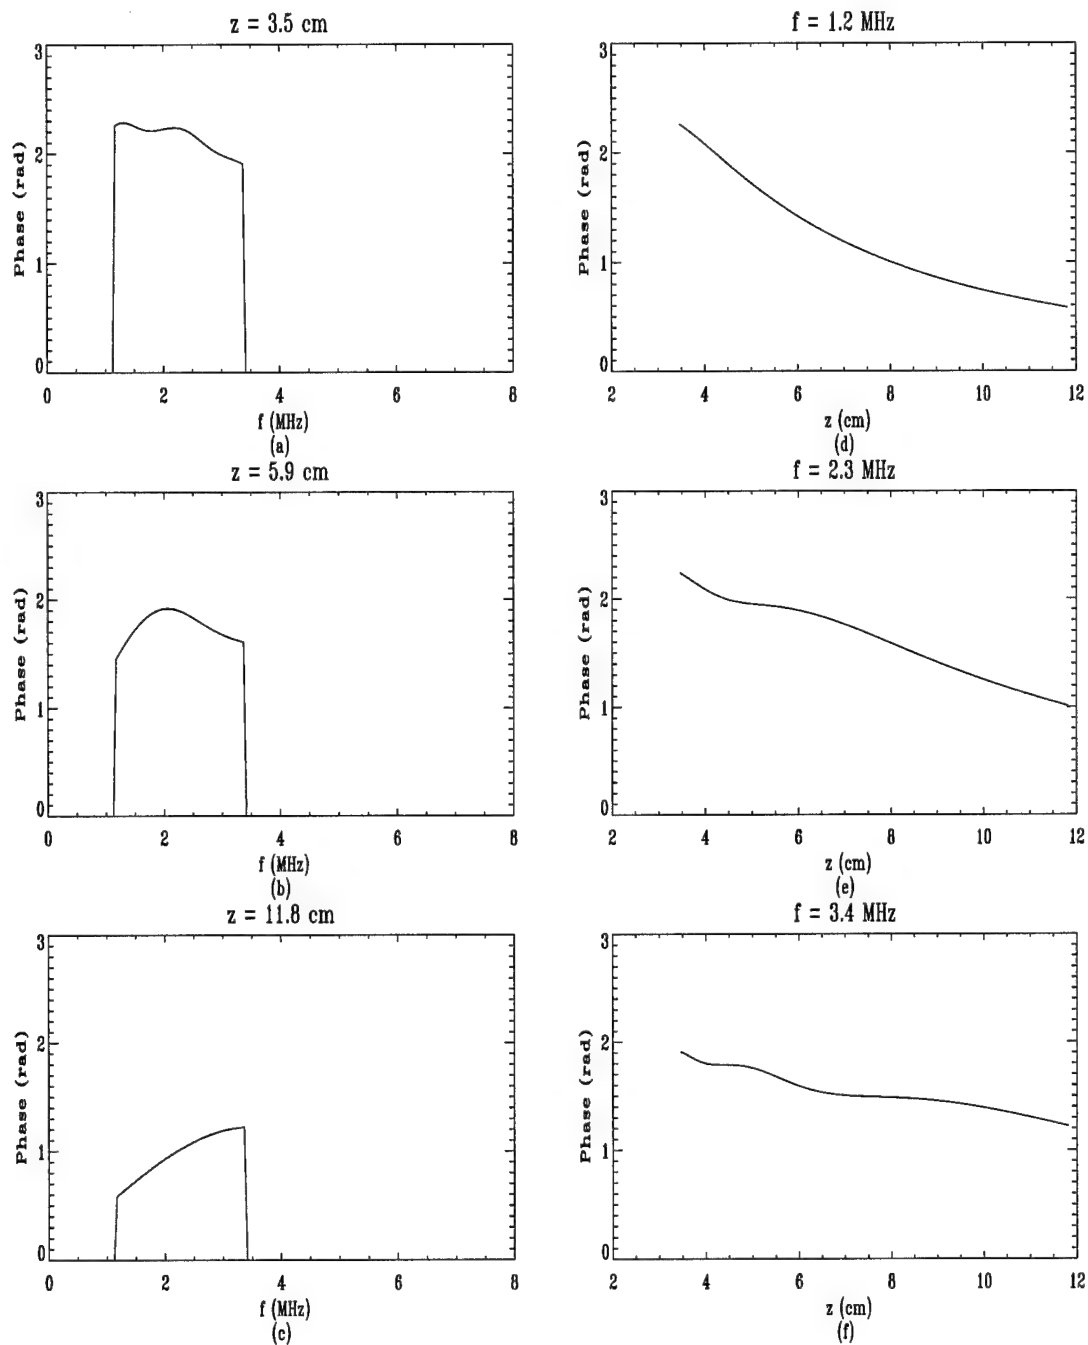 z = 3.5 cm
3
2
1
0
Phase (rad)
0 2 4 6 8
f (MHz)
(a)
f = 1.2 MHz
3
2
1
0
Phase (rad)
2 4 6 8 10 12
z (cm)
(d)
z = 5.9 cm
3
2
1
0
Phase (rad)
0 2 4 6 8
f (MHz)
(b)
f = 2.3 MHz
3
2
1
0
Phase (rad)
2 4 6 8 10 12
z (cm)
(e)
z = 11.8 cm
3
2
1
0
Phase (rad)
0 2 4 6 8
f (MHz)
(c)
f = 3.4 MHz
3
2
1
0
Phase (rad)
2 4 6 8 10 12
z (cm)
(f)